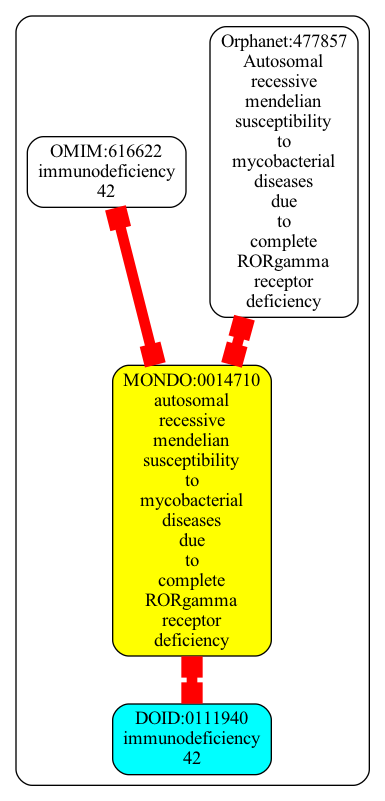 Orphanet:477857
Autosomal
recessive
mendelian
susceptibility
to
mycobacterial
diseases
due
to
complete
RORgamma
receptor
deficiency
OMIM:616622
immunodeficiency
42
MONDO:0014710
autosomal
recessive
mendelian
susceptibility
to
mycobacterial
diseases
due
to
complete
RORgamma
receptor
deficiency
DOID:0111940
immunodeficiency
42